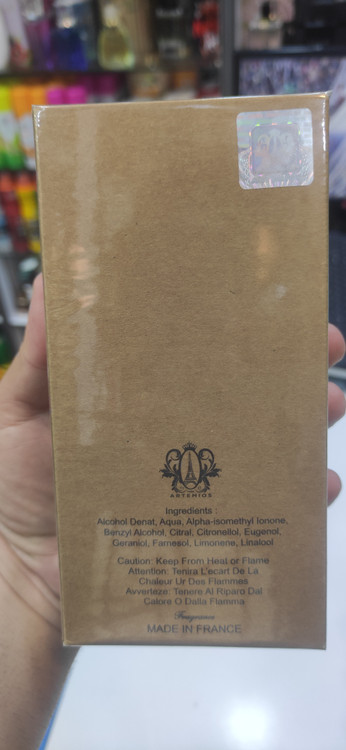 ARTEMIOS
Ingredients :
Alcohol Denat, Aqua, Alpha-isomethyl Ionone,
Benzyl Alcohol, Citral, Citronellol, Eugenol,
Geraniol, Farnesol, Limonene, Linalool
Caution: Keep From Heat or Flame
Attention: Tenira L'ecart De La
Chaleur Ur Des Flammes
Avverteze: Tenere Al Riparo Dal
Calore O Dalla Flamma
Fragrance
MADE IN FRANCE